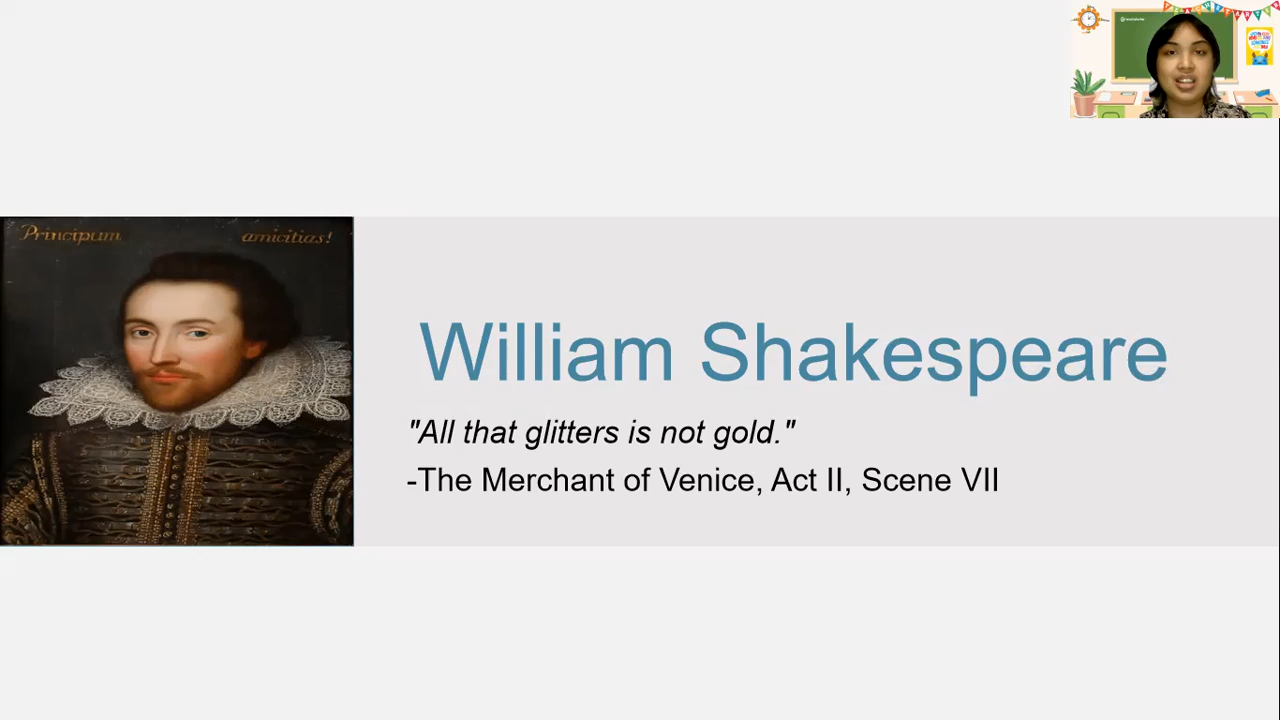 Principum amicitias!
William Shakespeare
"All that glitters is not gold."
-The Merchant of Venice, Act II, Scene VII